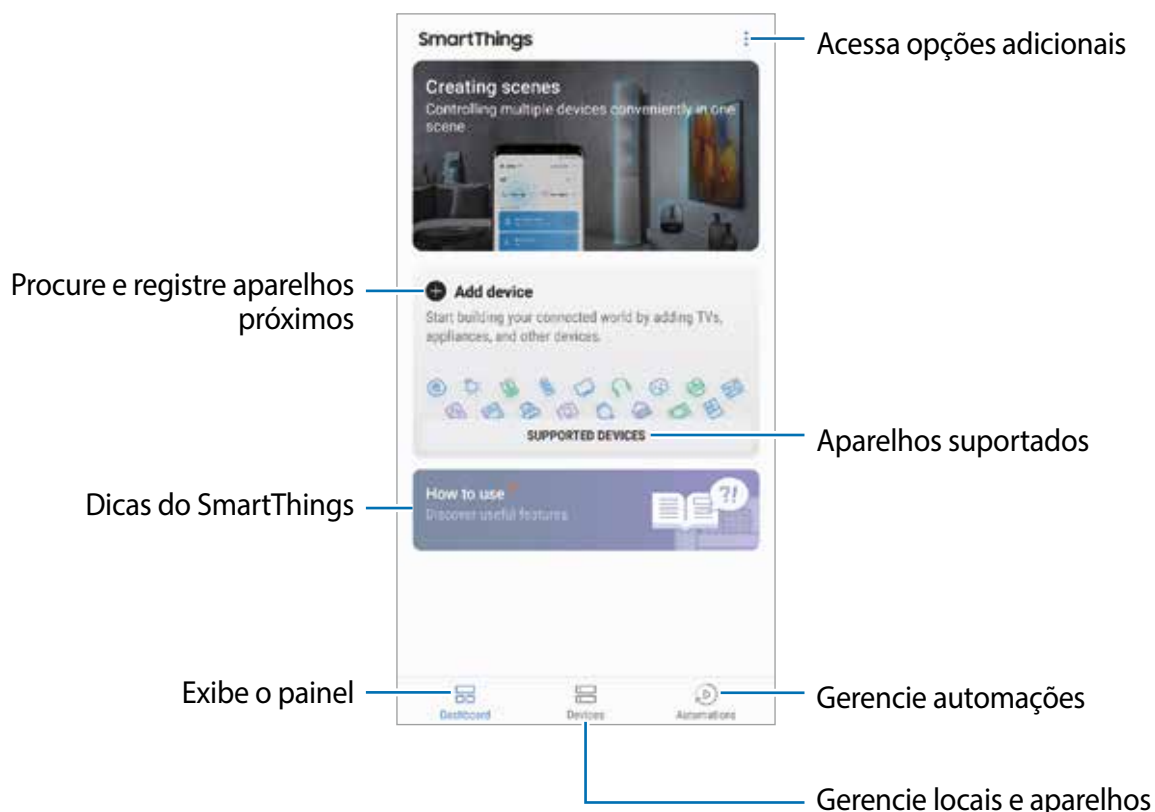 SmartThings
Acessa opções adicionais
Creating scenes
Controlling multiple devices conveniently in one
scene
Procure e registre aparelhos
próximos
Add device
Start building your connected world by adding TVs,
appliances, and other devices.
SUPPORTED DEVICES
Aparelhos suportados
Dicas do SmartThings
How to use
Discover useful features
?!
Exibe o painel
Dashboard
Devices
Automations
Gerencie automações
Gerencie locais e aparelhos